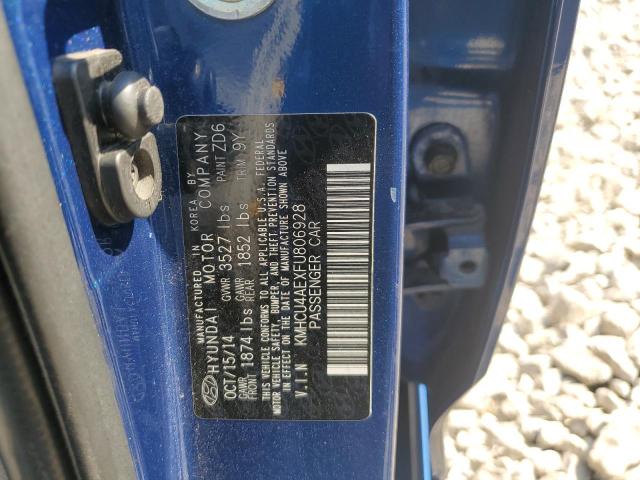 MANUFACTURED IN KOREA BY
HYUNDAI MOTOR COMPANY
OCT/15/14 GVWR 3527 lbs PAINT ZD6
GAWR FRONT 1874 lbs GAWR REAR 1852 lbs TRIM 9Y
THIS VEHICLE CONFORMS TO ALL APPLICABLE U.S.A. FEDERAL
MOTOR VEHICLE SAFETY, BUMPER, AND THEFT PREVENTION STANDARDS
IN EFFECT ON THE DATE OF MANUFACTURE SHOWN ABOVE
V.I.N KMHCU4AEXFU806928
PASSENGER CAR